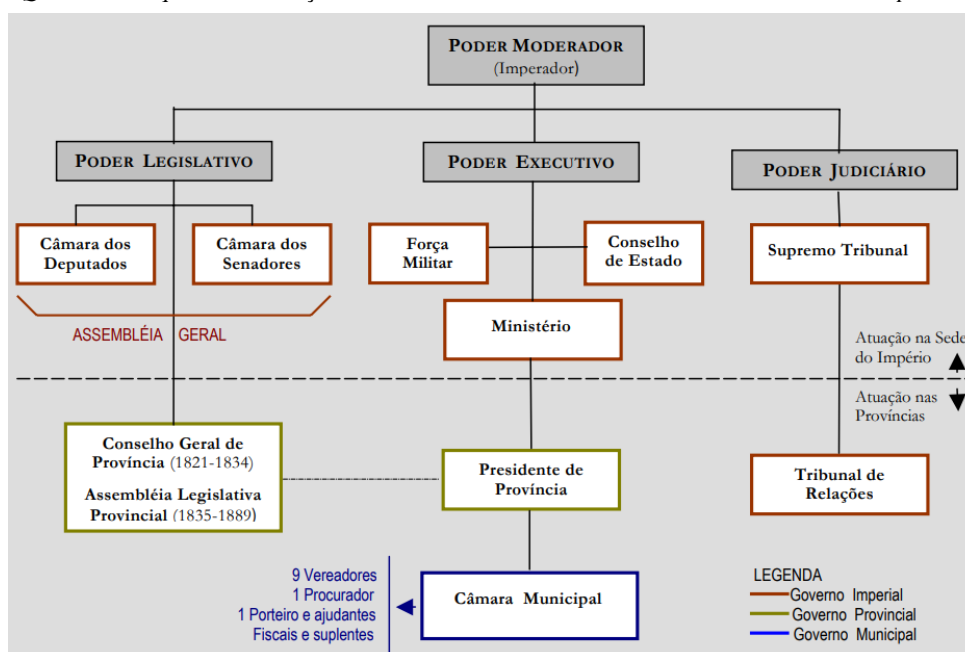 PODER MODERADOR
(Imperador)
PODER LEGISLATIVO
PODER EXECUTIVO
PODER JUDICIÁRIO
Câmara dos
Deputados
Câmara dos
Senadores
Força
Militar
Conselho
de Estado
Supremo Tribunal
ASSEMBLÉIA GERAL
Ministério
Atuação na Sede
do Império
Atuação nas
Províncias
Conselho Geral de
Província (1821-1834)
Assembléia Legislativa
Provincial (1835-1889)
Presidente de
Província
Tribunal de
Relações
9 Vereadores
1 Procurador
1 Porteiro e ajudantes
Fiscais e suplentes
Câmara Municipal
LEGENDA
Governo Imperial
Governo Provincial
Governo Municipal